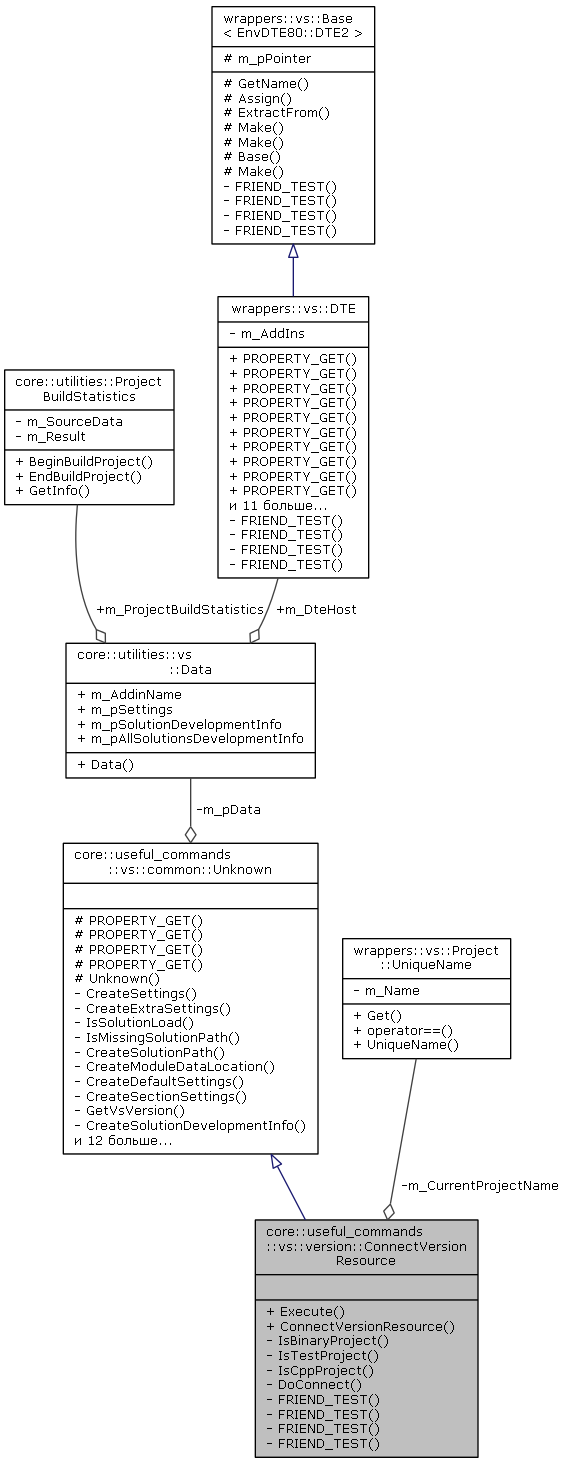 wrappers::vs::Base
< EnvDTE80::DTE2 >
# m_pPointer
# GetName()
# Assign()
# ExtractFrom()
# Make()
# Make()
# Base()
# Make()
- FRIEND_TEST()
- FRIEND_TEST()
- FRIEND_TEST()
- FRIEND_TEST()
wrappers::vs::DTE
- m_AddIns
+ PROPERTY_GET()
+ PROPERTY_GET()
+ PROPERTY_GET()
+ PROPERTY_GET()
+ PROPERTY_GET()
+ PROPERTY_GET()
+ PROPERTY_GET()
+ PROPERTY_GET()
+ PROPERTY_GET()
+ PROPERTY_GET()
и 11 больше...
- FRIEND_TEST()
- FRIEND_TEST()
- FRIEND_TEST()
- FRIEND_TEST()
core::utilities::Project
BuildStatistics
- m_SourceData
- m_Result
+ BeginBuildProject()
+ EndBuildProject()
+ GetInfo()
+m_ProjectBuildStatistics
+m_DteHost
core::utilities::vs
::Data
+ m_AddinName
+ m_pSettings
+ m_pSolutionDevelopmentInfo
+ m_pAllSolutionsDevelopmentInfo
+ Data()
-m_pData
core::useful_commands
::vs::common::Unknown
# PROPERTY_GET()
# PROPERTY_GET()
# PROPERTY_GET()
# PROPERTY_GET()
# Unknown()
- CreateSettings()
- CreateExtraSettings()
- IsSolutionLoad()
- IsMissingSolutionPath()
- CreateSolutionPath()
- CreateModuleDataLocation()
- CreateDefaultSettings()
- CreateSectionSettings()
- GetVsVersion()
- CreateSolutionDevelopmentInfo()
и 12 больше...
wrappers::vs::Project
::UniqueName
- m_Name
+ Get()
+ operator==()
+ UniqueName()
-m_CurrentProjectName
core::useful_commands
::vs::version::ConnectVersion
Resource
+ Execute()
+ ConnectVersionResource()
- IsBinaryProject()
- IsTestProject()
- IsCppProject()
- DoConnect()
- FRIEND_TEST()
- FRIEND_TEST()
- FRIEND_TEST()
- FRIEND_TEST()